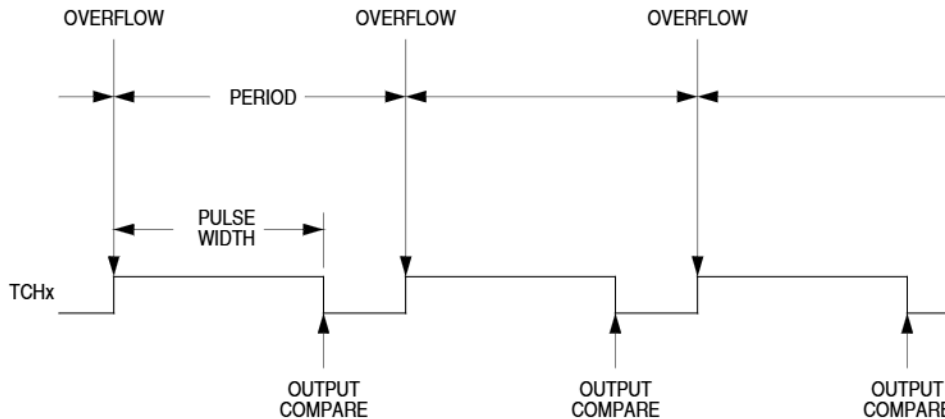 OVERFLOW
OVERFLOW
OVERFLOW
PERIOD
PULSE
WIDTH
TCHx
OUTPUT
COMPARE
OUTPUT
COMPARE
OUTPUT
COMPARE